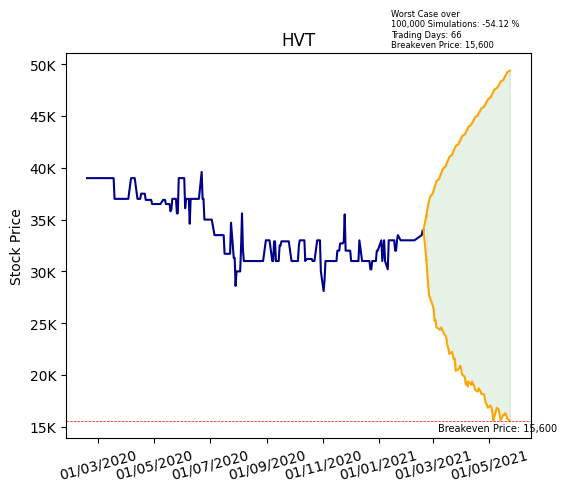 Worst Case over
100,000 Simulations: -54.12 %
Trading Days: 66
Breakeven Price: 15,600
HVT
Stock Price
50K
45K
40K
35K
30K
25K
20K
15K
Breakeven Price: 15,600
01/03/2020
01/05/2020
01/07/2020
01/09/2020
01/11/2020
01/01/2021
01/03/2021
01/05/2021